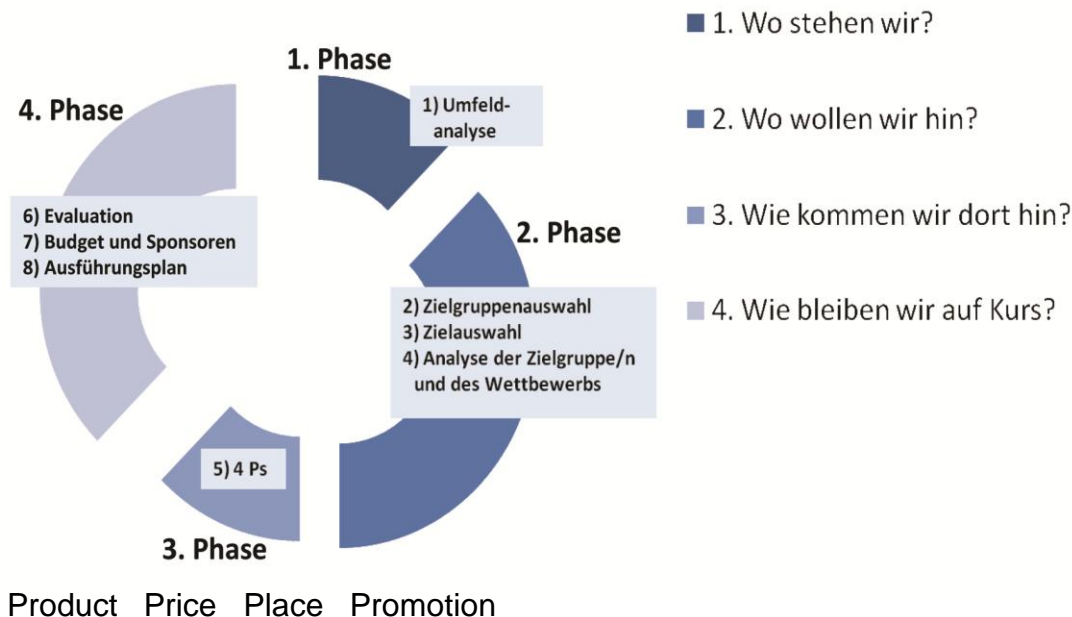 1. Phase
1) Umfeld-
analyse
2. Phase
2) Zielgruppenauswahl
3) Zielauswahl
4) Analyse der Zielgruppe/n
und des Wettbewerbs
3. Phase
5) 4 Ps
4. Phase
6) Evaluation
7) Budget und Sponsoren
8) Ausführungsplan
1. Wo stehen wir?
2. Wo wollen wir hin?
3. Wie kommen wir dort hin?
4. Wie bleiben wir auf Kurs?
Product Price Place Promotion